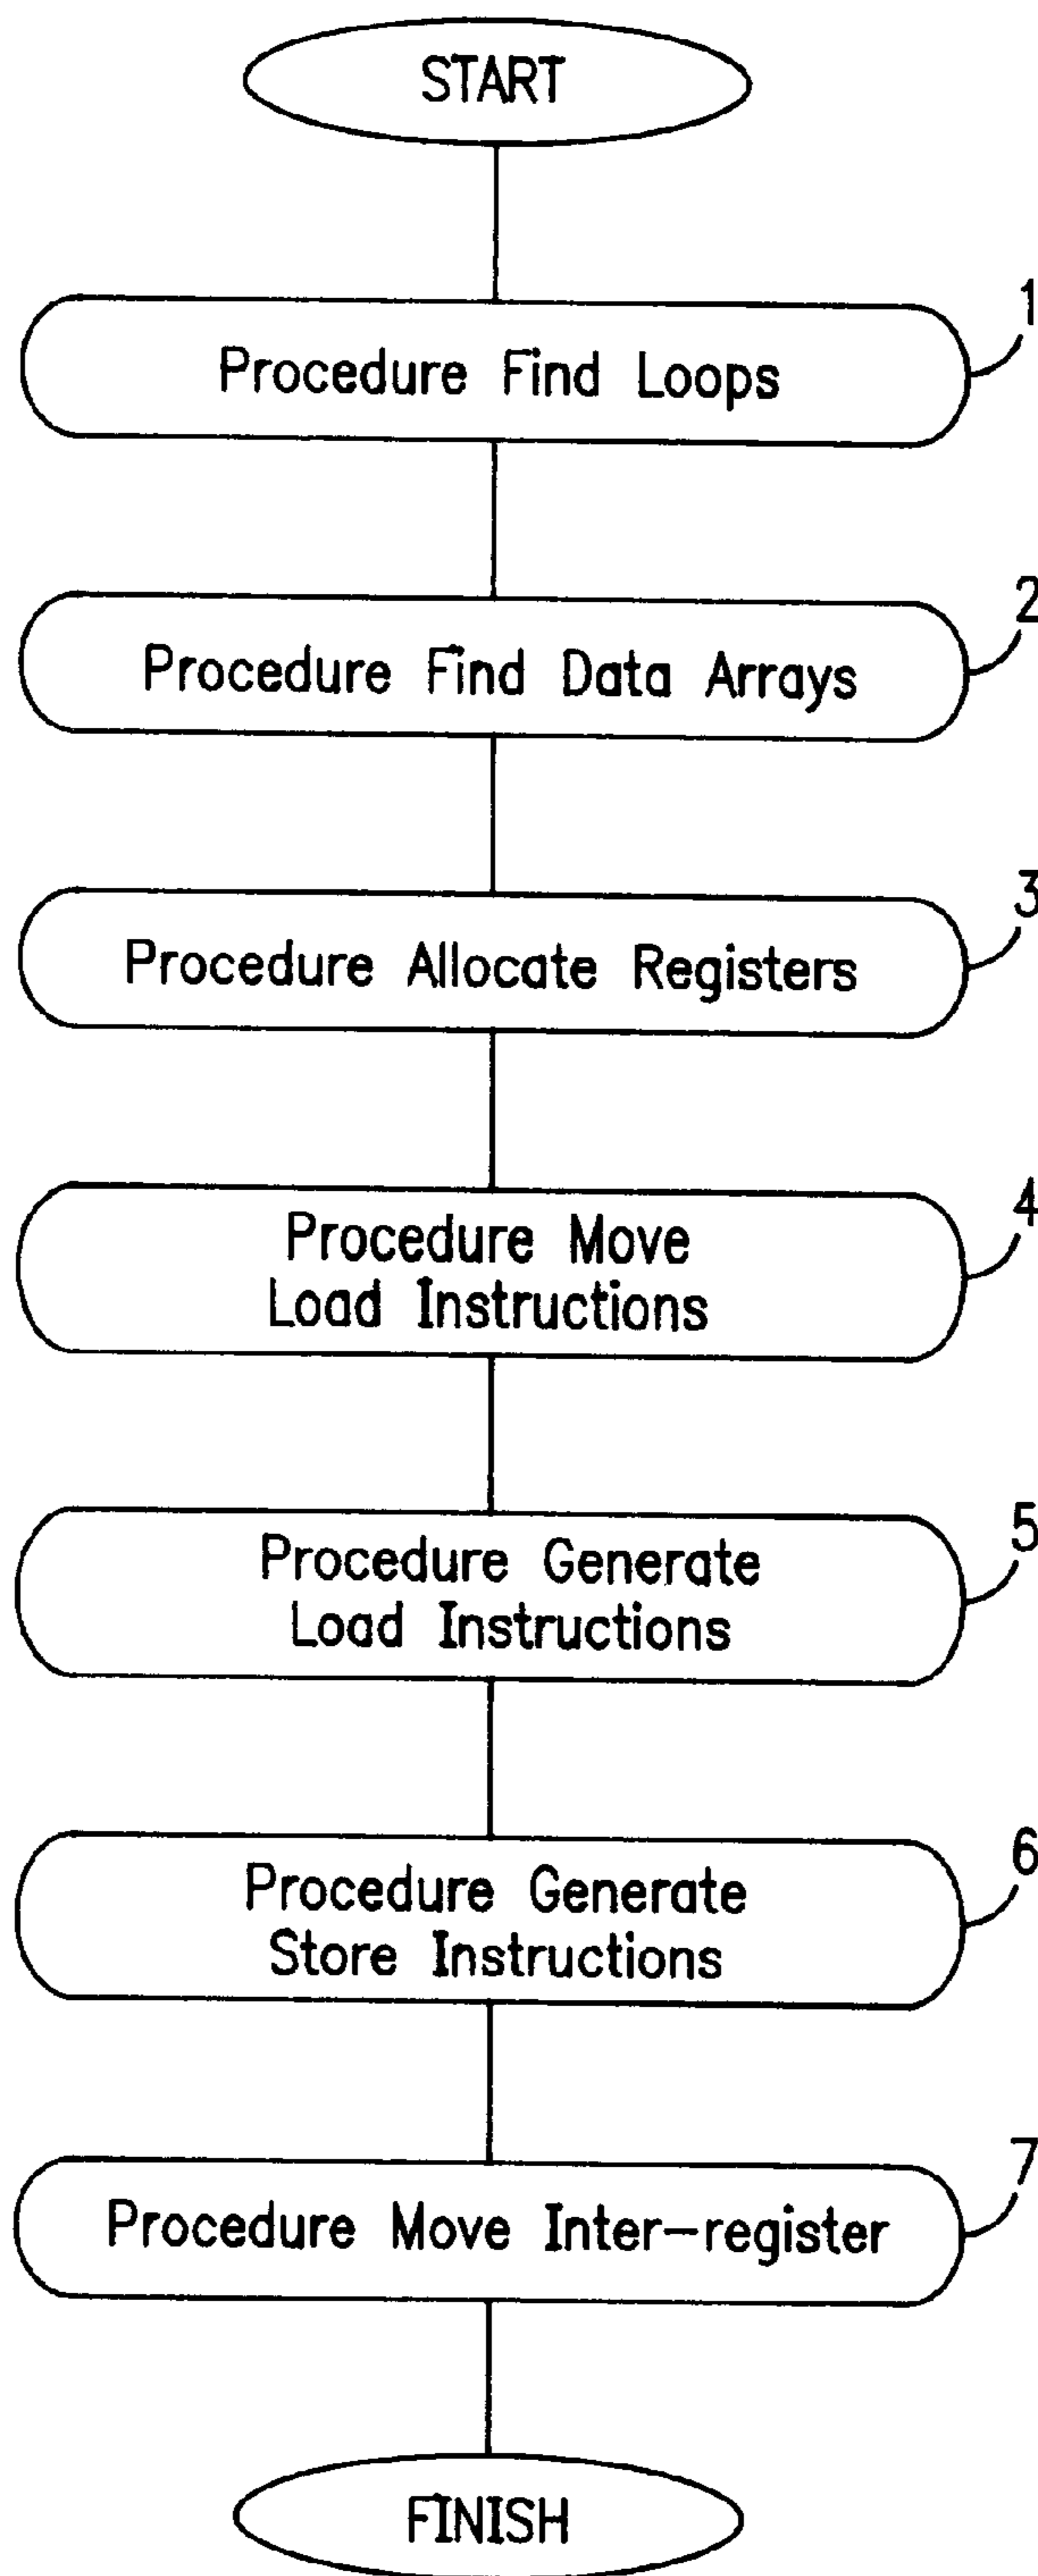 START
1
Procedure Find Loops
2
Procedure Find Data Arrays
3
Procedure Allocate Registers
4
Procedure Move
Load Instructions
5
Procedure Generate
Load Instructions
6
Procedure Generate
Store Instructions
7
Procedure Move Inter-register
FINISH